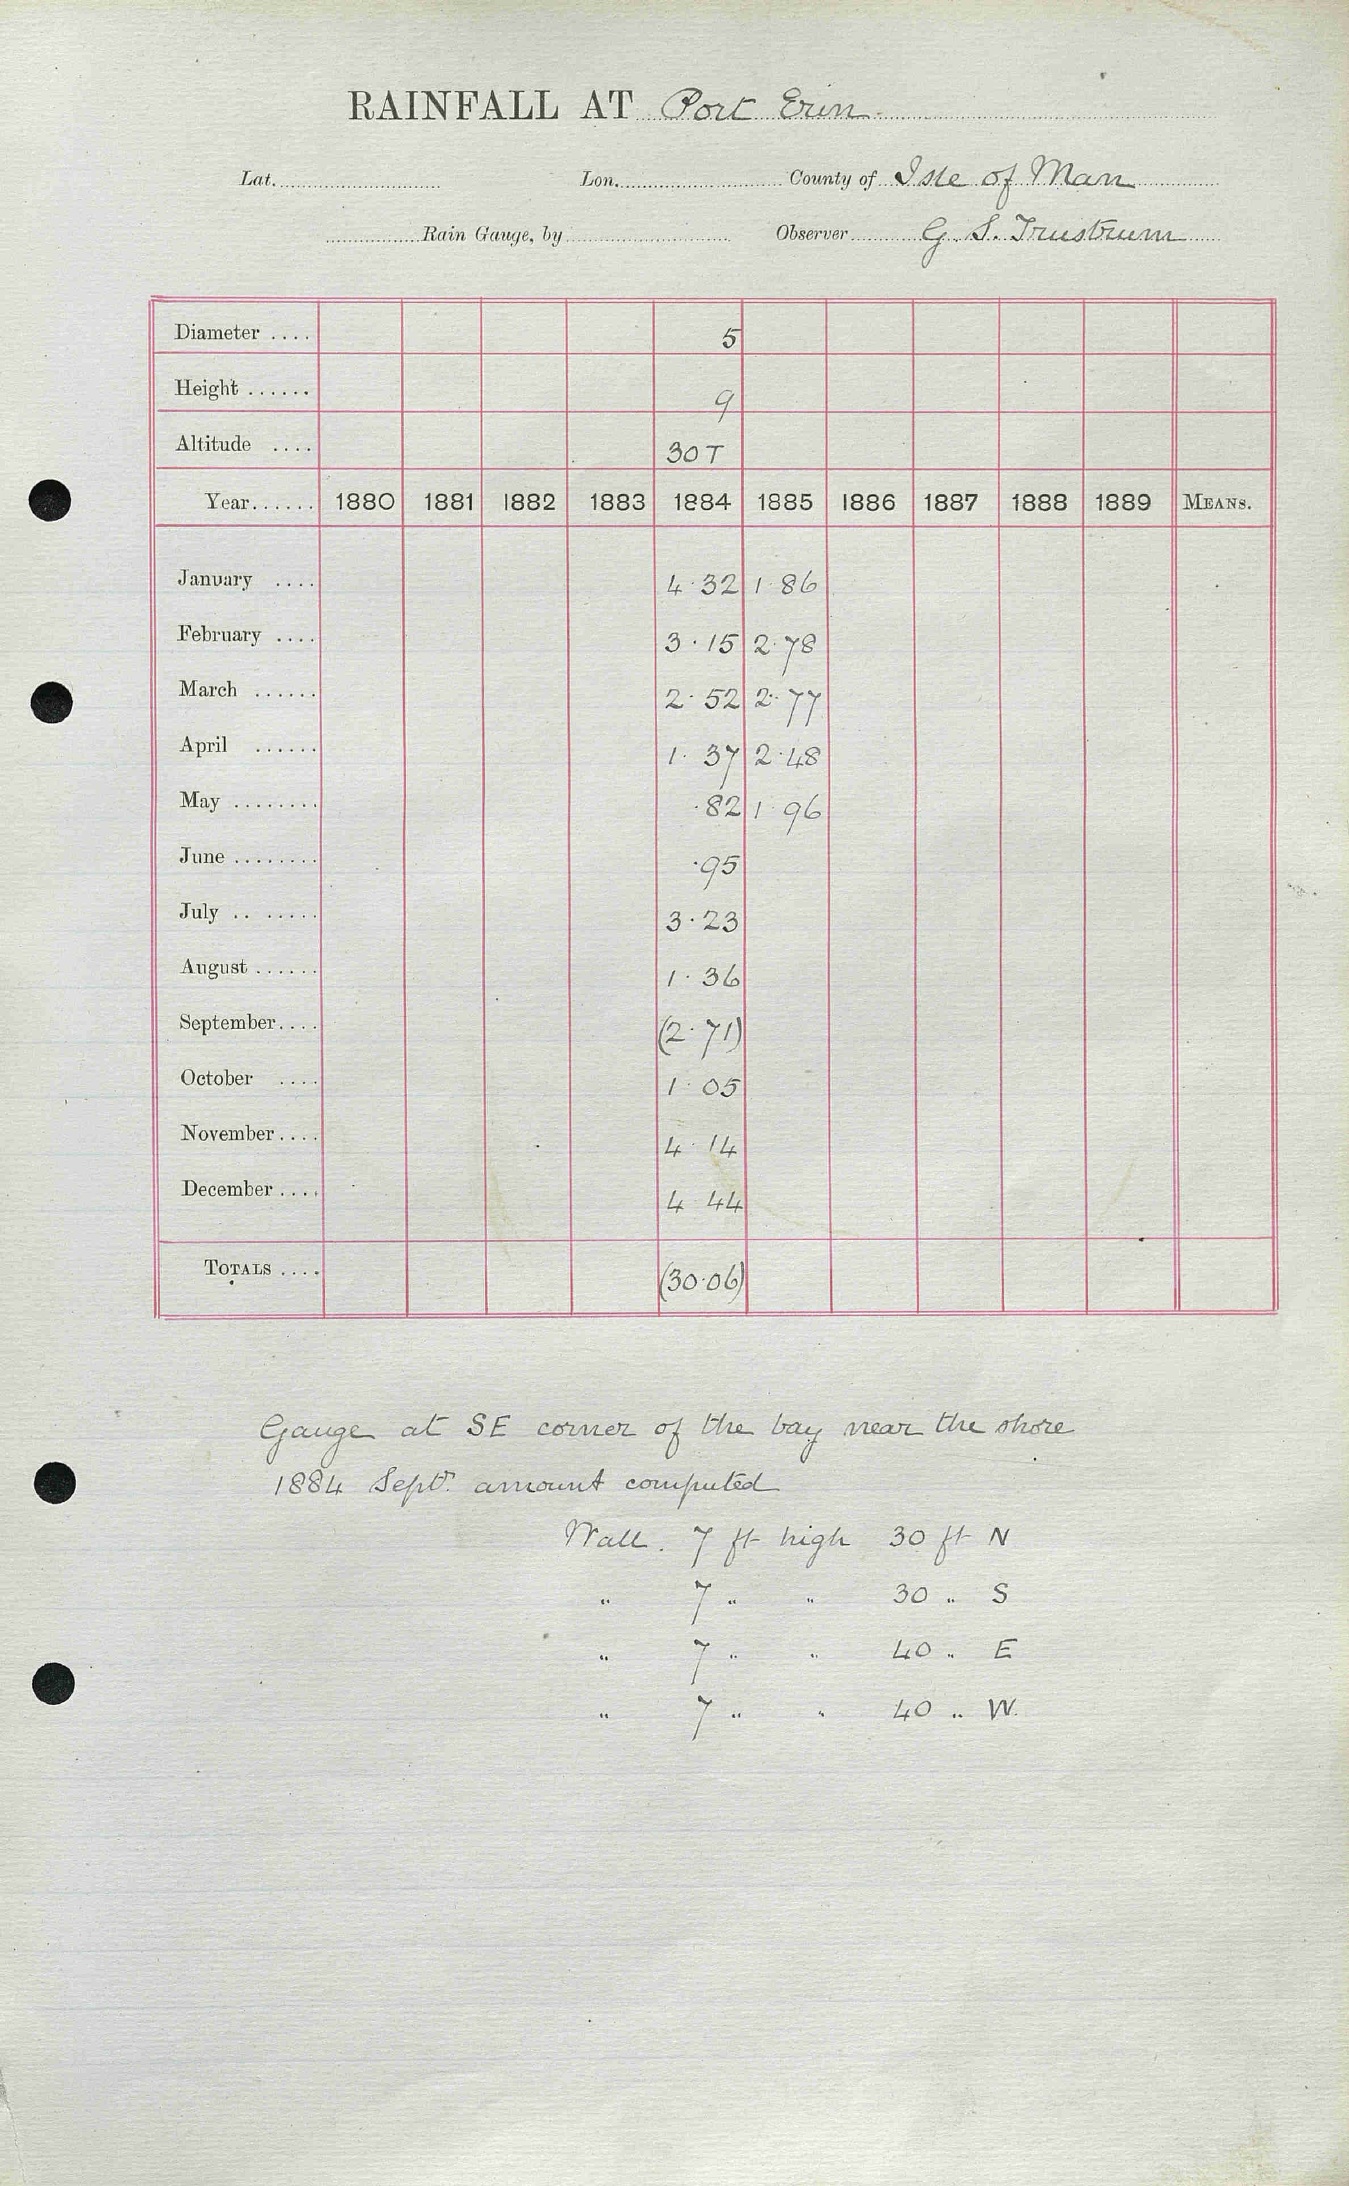 RAINFALL AT Port Erin
Lat. Lon. County of Isle of Man
Rain Gauge, by Observer G. S. Trustrum
Diameter .... 5
Height ...... 9
Altitude .... 30 T
Year...... 1880 1881 1882 1883 1884 1885 1886 1887 1888 1889 MEANS.
January .... 4.32 1.86
February .... 3.15 2.78
March ...... 2.52 2.77
April ...... 1.37 2.48
May ........ .82 1.96
June ........ .95
July .. ..... 3.23
August ...... 1.36
September.... (2.71)
October .... 1.05
November.... 4.14
December.... 4 44
TOTALS .... (30.06)
Gauge at SE corner of the bay near the shore
1884 Septr. amount computed
Wall. 7 ft high 30 ft N
" 7 " " 30 " S
" 7 " " 40 " E
" 7 " " 40 " W.